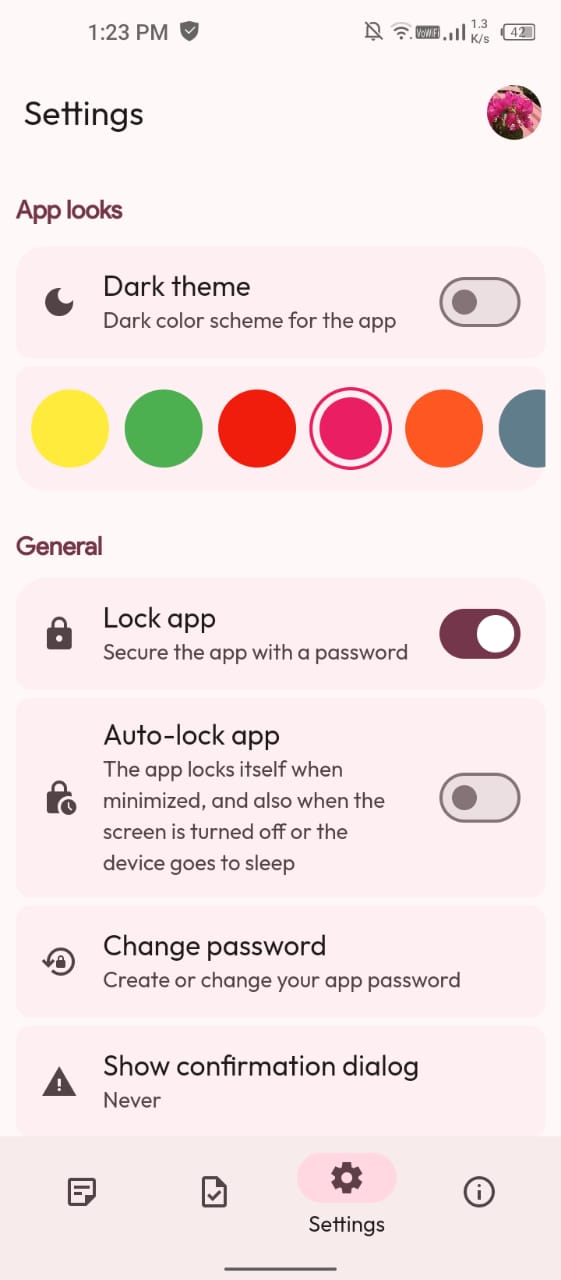 1:23 PM
VoWiFi
1.3
K/s
42
Settings
App looks
Dark theme
Dark color scheme for the app
General
Lock app
Secure the app with a password
Auto-lock app
The app locks itself when
minimized, and also when the
screen is turned off or the
device goes to sleep
Change password
Create or change your app password
Show confirmation dialog
Never
Settings